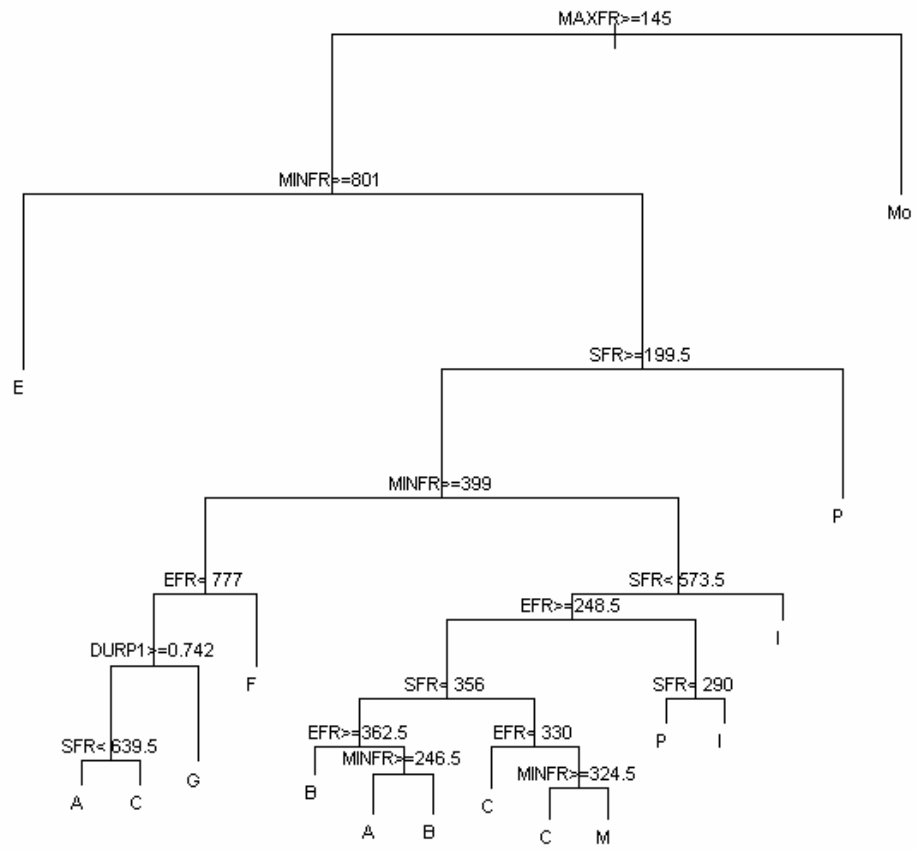 MAXFR>=145
MINFR>=801
Mo
SFR>=199.5
E
MINFR>=399
P
EFR< 777
SFR< 573.5
EFR>=248.5
I
DURP1>=0.742
F
SFR< 356
SFR< 290
EFR>=362.5
EFR< 330
P
I
SFR< 639.5
G
MINFR>=246.5
MINFR>=324.5
A
C
B
C
A
B
C
M